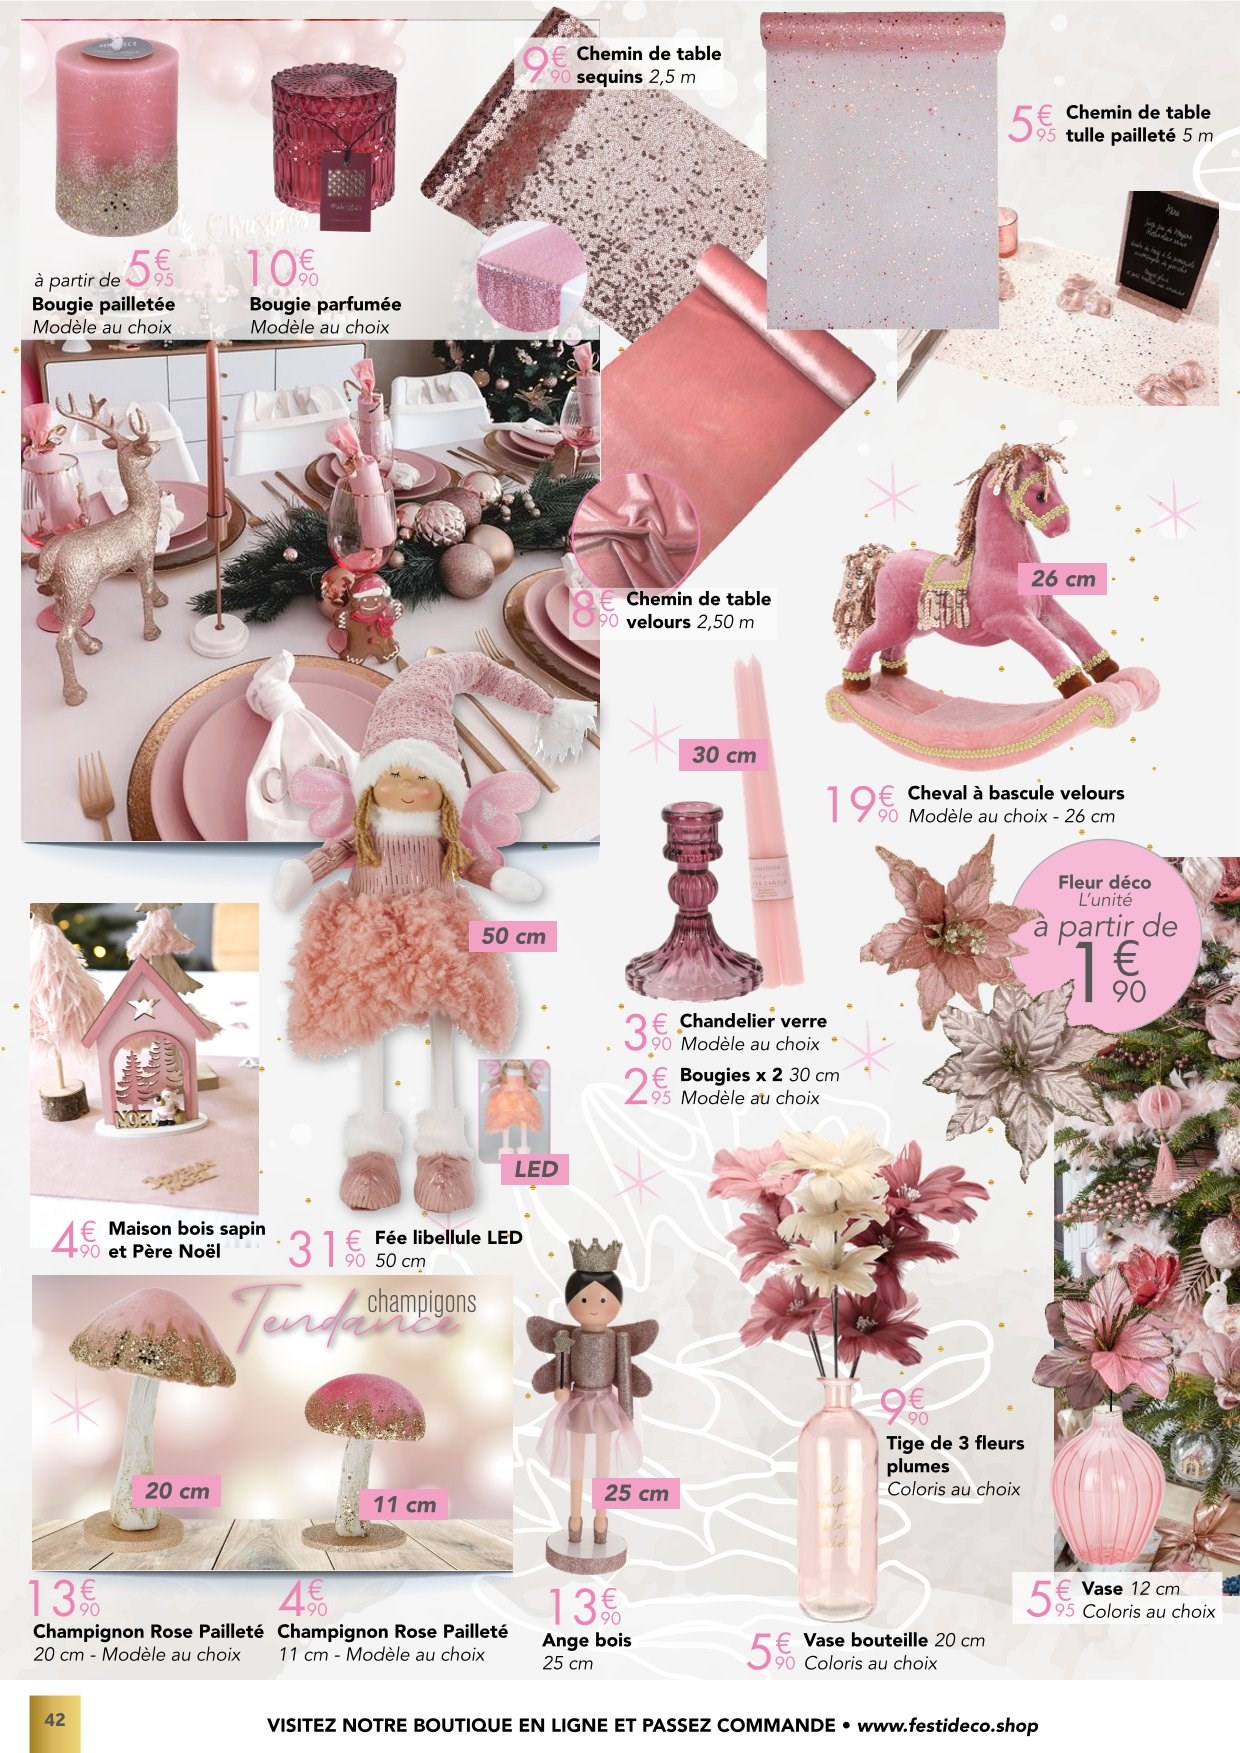 9€90 Chemin de table
sequins 2,5 m
5€95 Chemin de table
tulle pailleté 5 m
à partir de 5€95
Bougie pailletée
Modèle au choix
10€90
Bougie parfumée
Modèle au choix
8€90 Chemin de table
velours 2,50 m
26 cm
30 cm
19€90 Cheval à bascule velours
Modèle au choix - 26 cm
Fleur déco
L'unité
à partir de
1€90
50 cm
3€90 Chandelier verre
Modèle au choix
2€95 Bougies x 2 30 cm
Modèle au choix
NOEL
LED
4€90 Maison bois sapin
et Père Noël
31€90 Fée libellule LED
50 cm
Tendance champigons
20 cm
11 cm
25 cm
9€90
Tige de 3 fleurs
plumes
Coloris au choix
13€90
Champignon Rose Pailleté
20 cm - Modèle au choix
4€90
Champignon Rose Pailleté
11 cm - Modèle au choix
13€90
Ange bois
25 cm
5€90 Vase bouteille 20 cm
Coloris au choix
5€95 Vase 12 cm
Coloris au choix
42
VISITEZ NOTRE BOUTIQUE EN LIGNE ET PASSEZ COMMANDE • www.festideco.shop